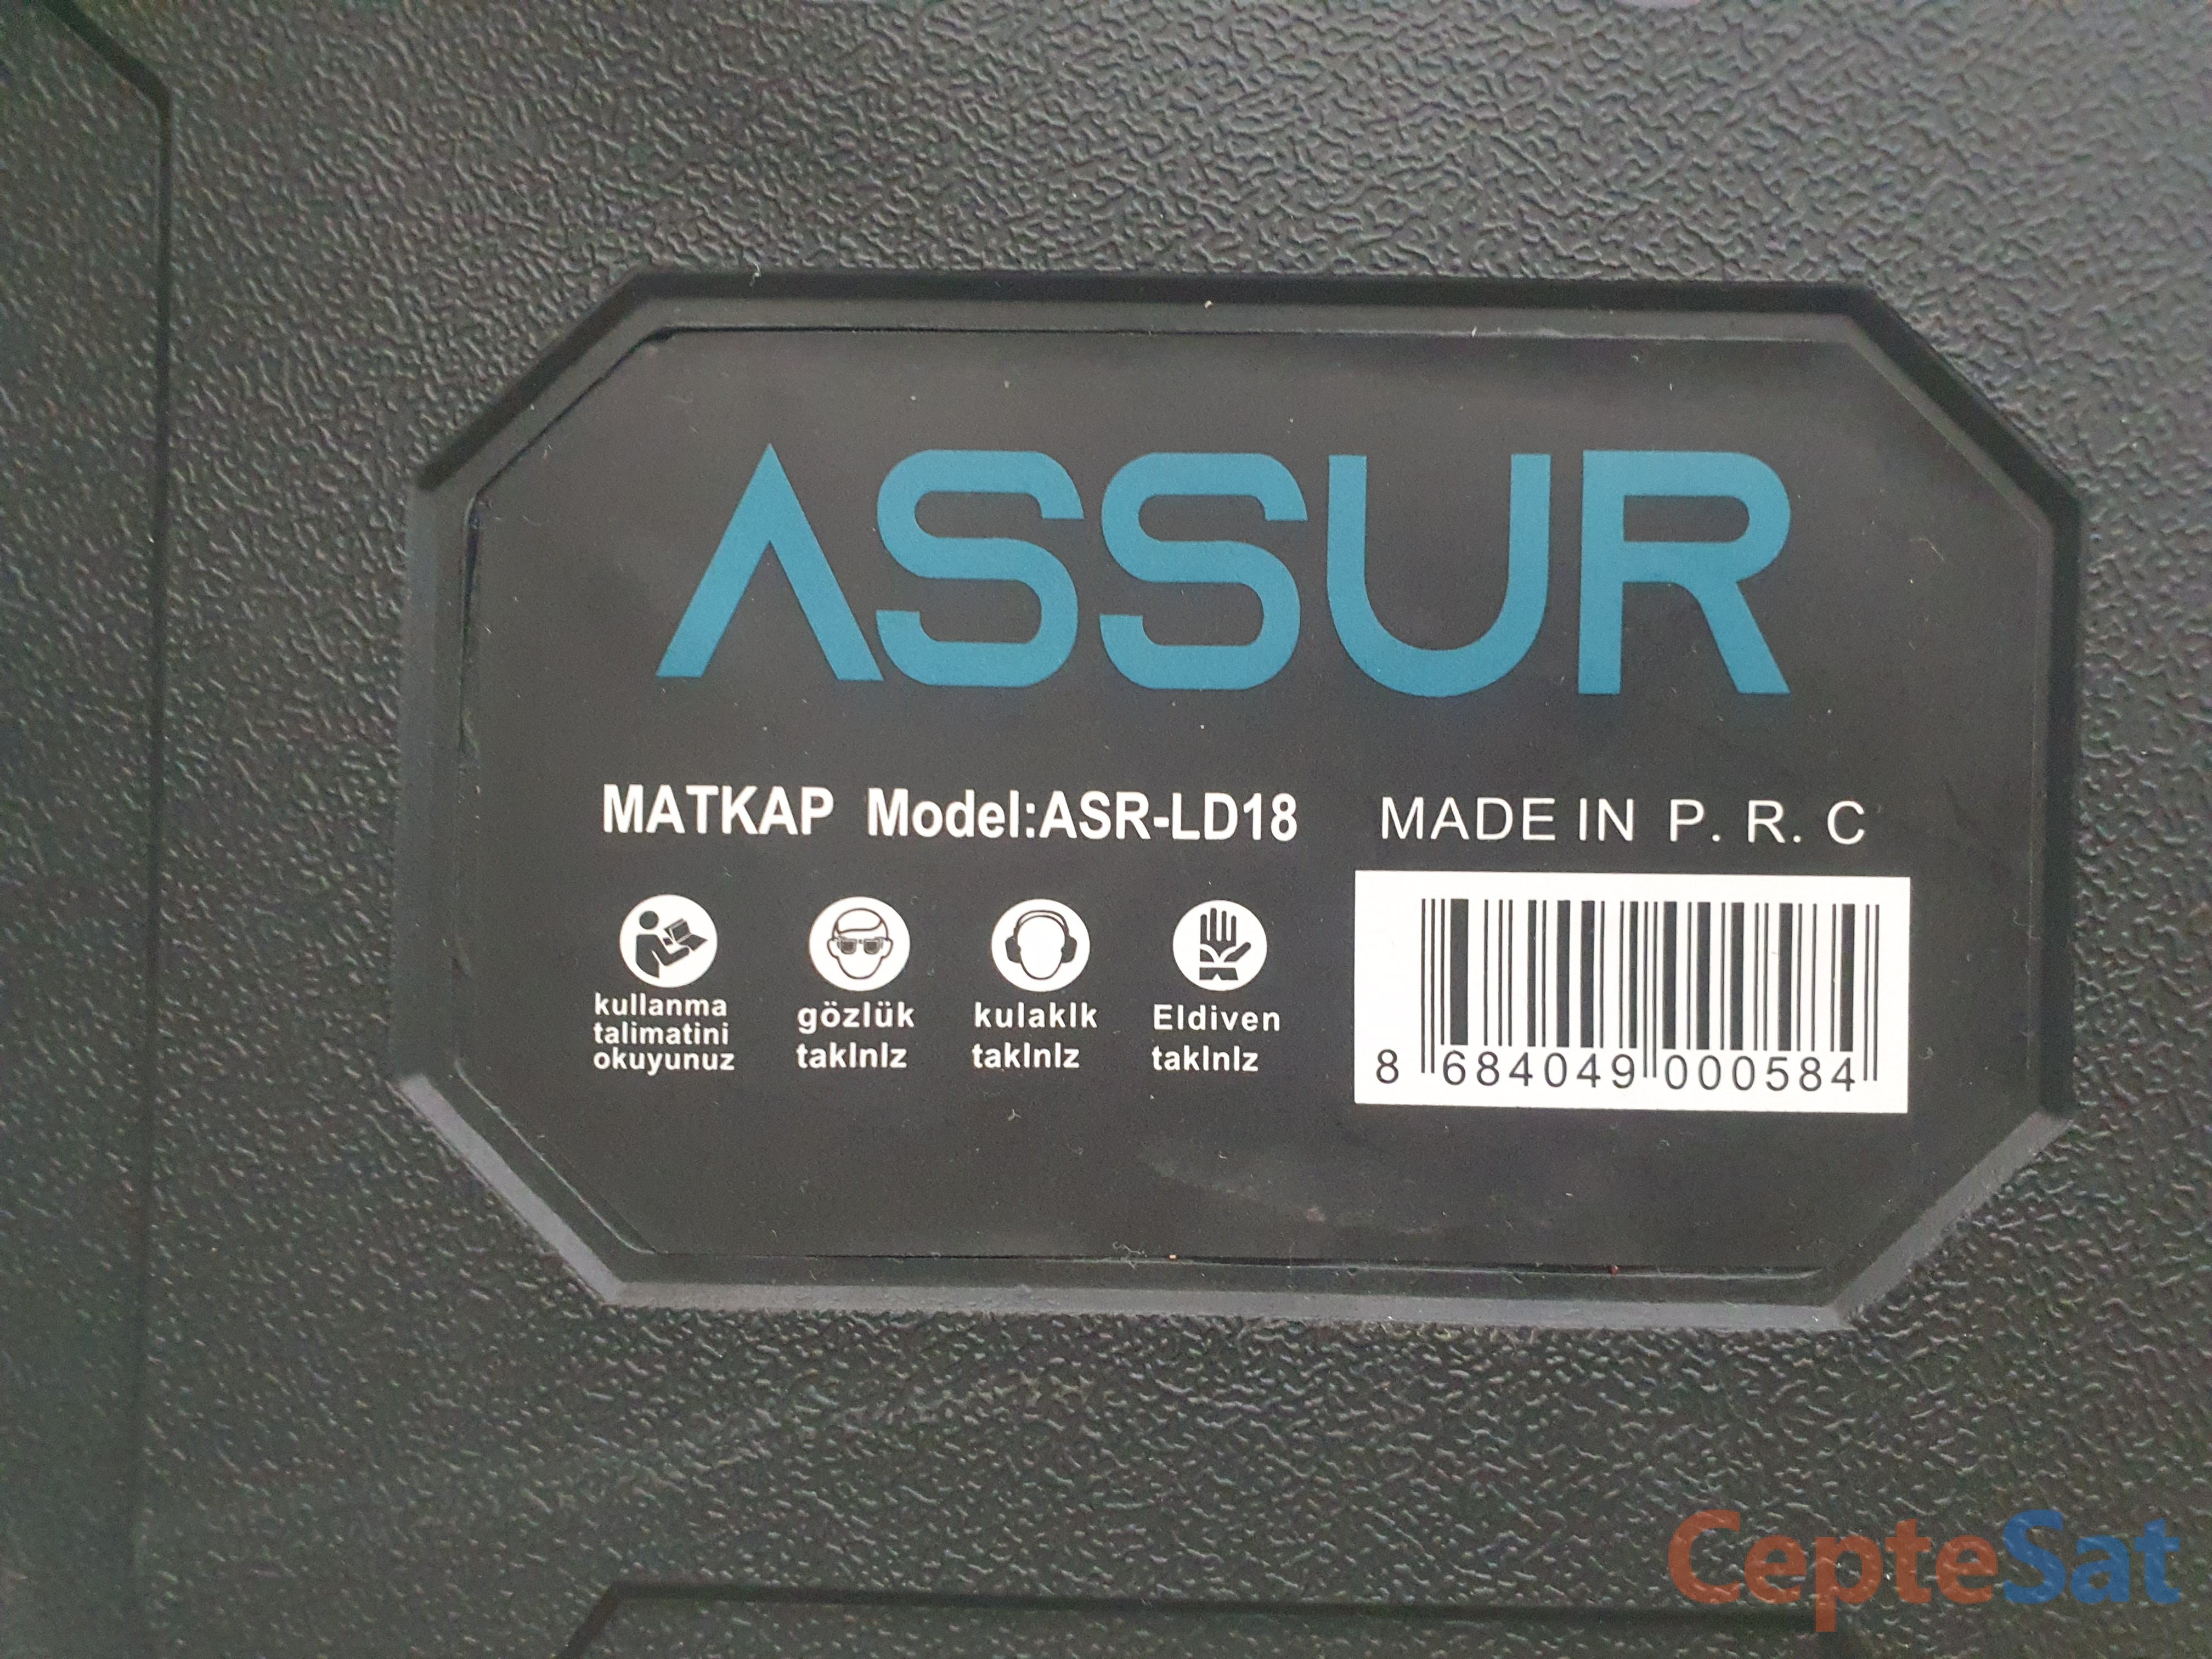 ASSUR
MATKAP Model:ASR-LD18
MADE IN P. R. C
kullanma
talimatini
okuyunuz
gözlük
taklnlz
kulaklk
takInIz
Eldiven
takInIz
8 684049 000584
CepteSat